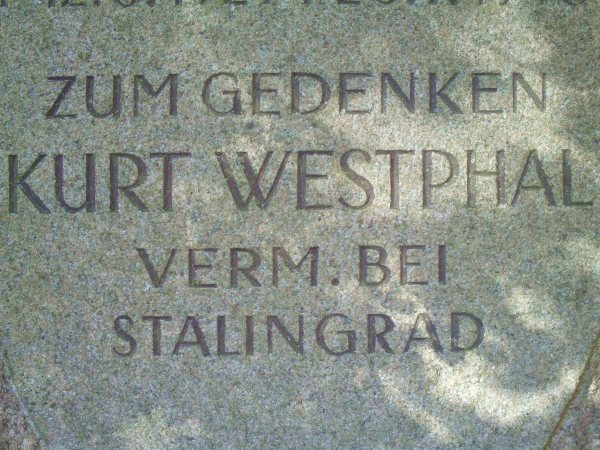 ZUM GEDENKEN
KURT WESTPHAL
VERM. BEI
STALINGRAD